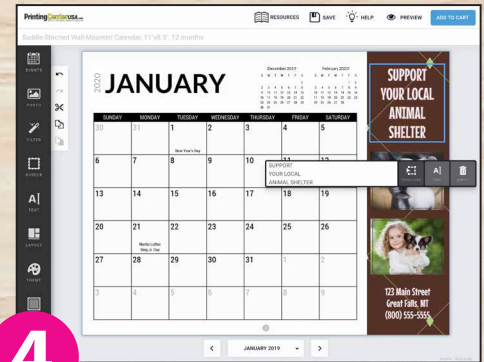 PrintingCenterUSA.com
RESOURCES
SAVE
HELP
PREVIEW
ADD TO CART
Saddle-Stitched Wall-Mounted Calendar, 11"x8.5", 12 months
EVENTS
PHOTO
FILTER
BORDER
TEXT
LAYOUT
THEME
2020
JANUARY
December 2019
February 2020
SUNDAY MONDAY TUESDAY WEDNESDAY THURSDAY FRIDAY SATURDAY
30 31 1 2 3 4 5
New Year's Day
6 7 8 9 10 11 12
13 14 15 16 17 18 19
20 21 22 23 24 25 26
Martin Luther
King Jr. Day
27 28 29 30 31 1 2
3 4 5 6 7 8 9
SUPPORT
YOUR LOCAL
ANIMAL SHELTER
A|
SUPPORT
YOUR LOCAL
ANIMAL
SHELTER
123 Main Street
Great Falls, MT
(800) 555-5555
JANUARY 2019
4